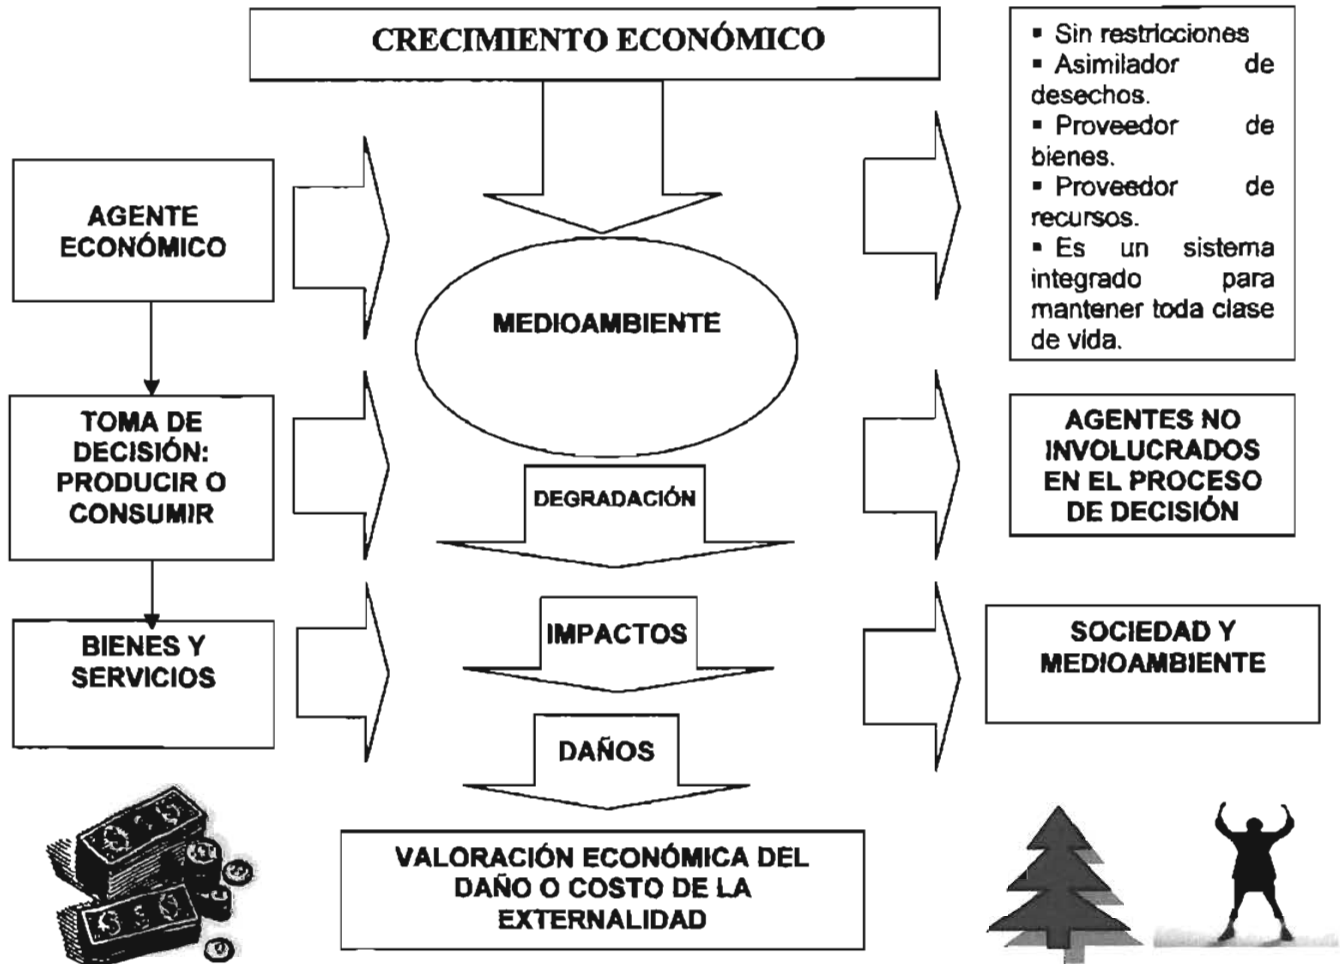 CRECIMIENTO ECONÓMICO
▪ Sin restricciones
▪ Asimilador de
desechos.
▪ Proveedor de
bienes.
▪ Proveedor de
recursos.
▪ Es un sistema
integrado para
mantener toda clase
de vida.
AGENTE
ECONÓMICO
MEDIOAMBIENTE
TOMA DE
DECISIÓN:
PRODUCIR O
CONSUMIR
DEGRADACIÓN
AGENTES NO
INVOLUCRADOS
EN EL PROCESO
DE DECISIÓN
BIENES Y
SERVICIOS
IMPACTOS
SOCIEDAD Y
MEDIOAMBIENTE
DAÑOS
VALORACIÓN ECONÓMICA DEL
DAÑO O COSTO DE LA
EXTERNALIDAD